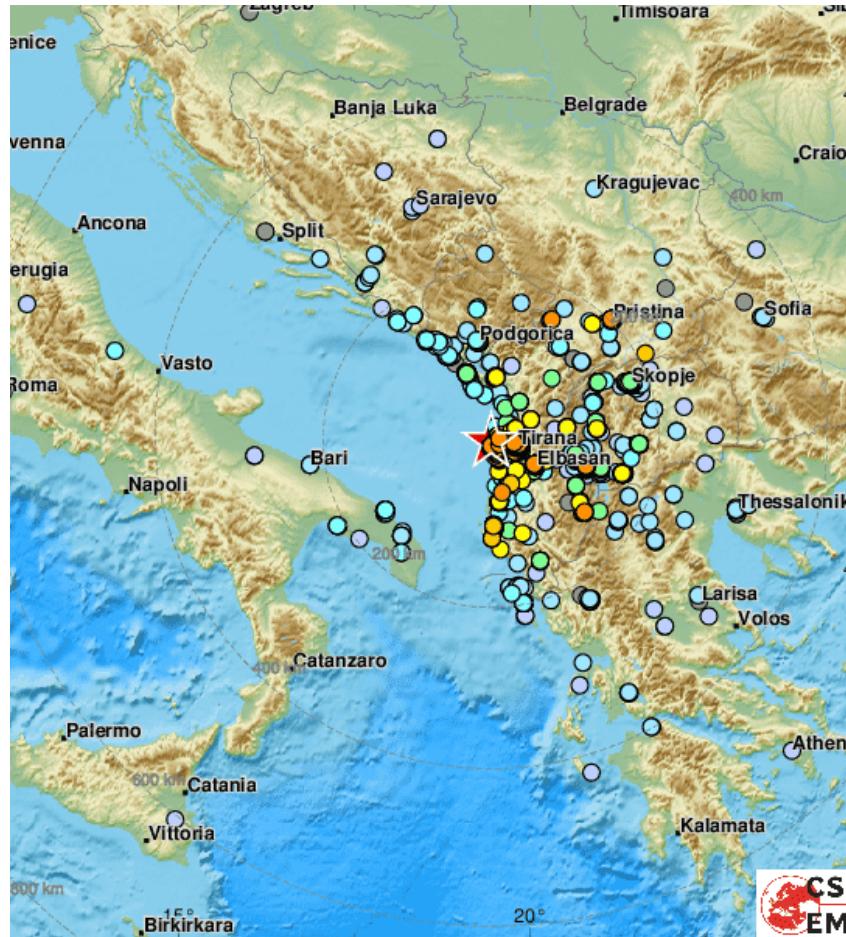 Zagreb
Timisoara
enice
Banja Luka
Belgrade
venna
Craio
Kragujevac
400 km
Sarajevo
Ancona
Split
erugia
Pristina
Sofia
Podgorica
Vasto
Roma
Skopje
Tirana
Bari
Elbasan
Napoli
Thessalonik
200 km
Larisa
Volos
400 km
Catanzaro
Palermo
Athen
600 km
Catania
Vittoria
Kalamata
800 km
15°
20°
Birkirkara
CS
EM